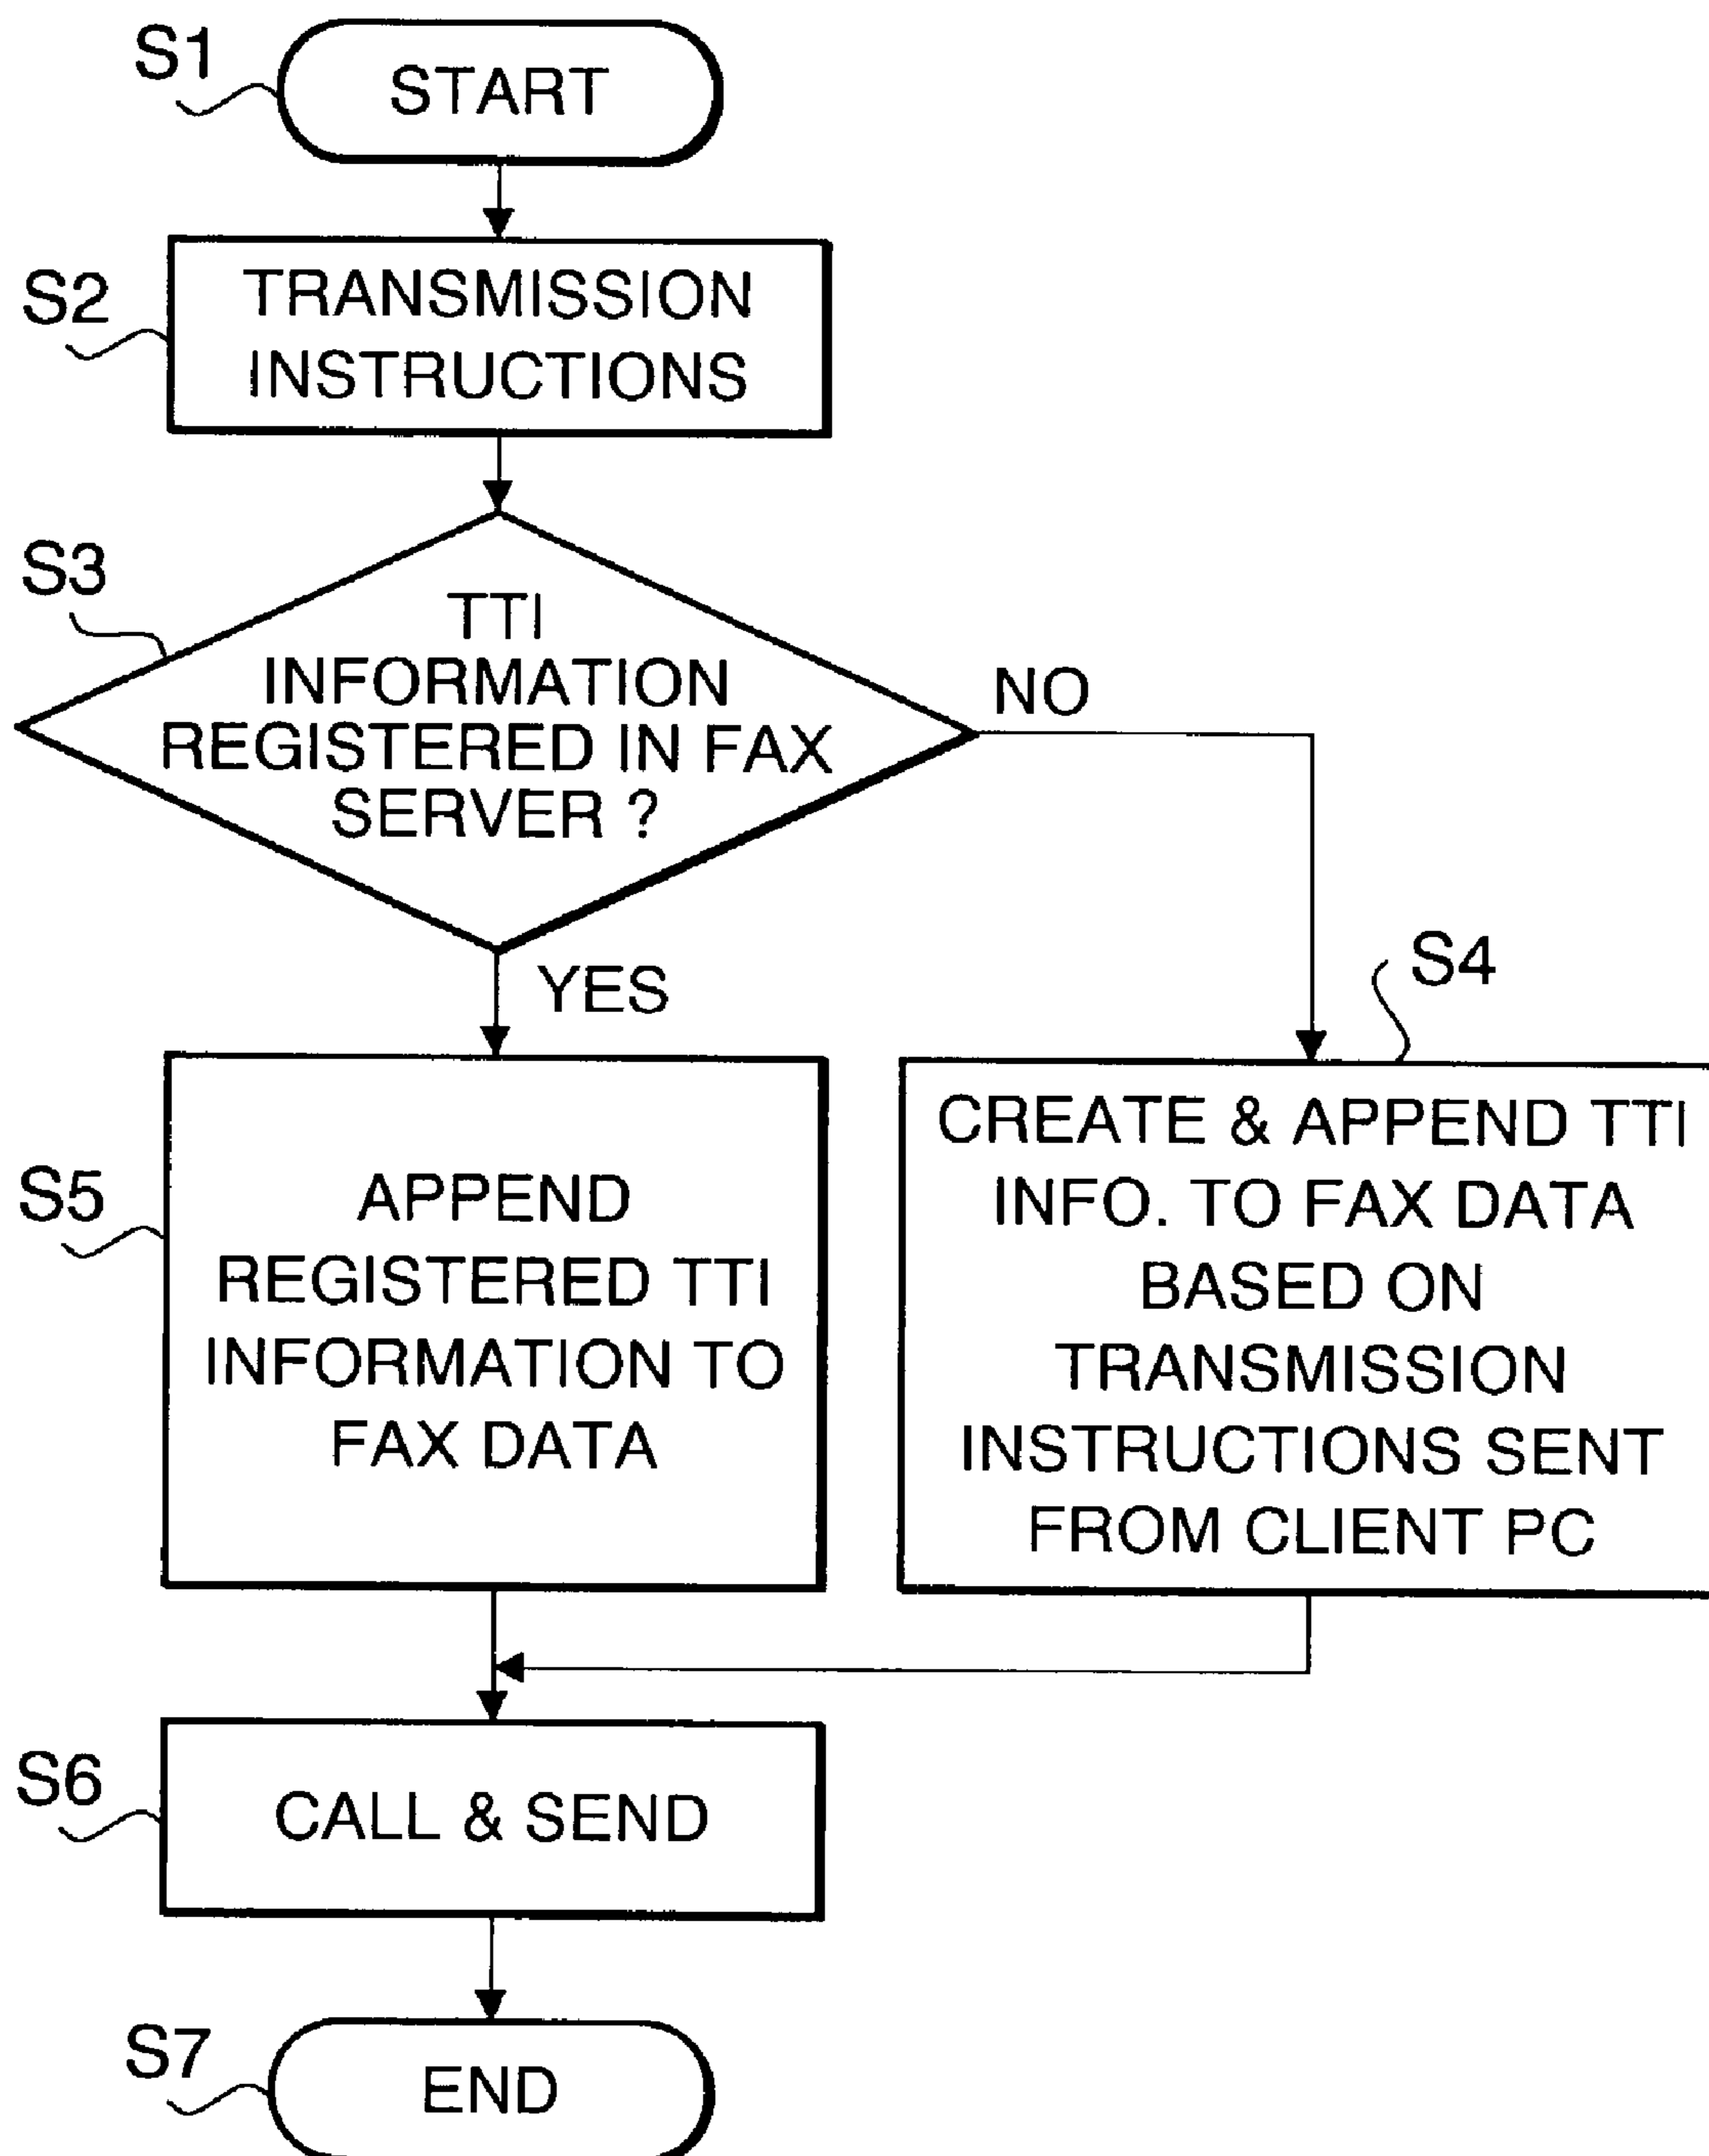 S1
START
S2
TRANSMISSION
INSTRUCTIONS
S3
TTI
INFORMATION
REGISTERED IN FAX
SERVER ?
NO
YES
S4
CREATE & APPEND TTI
INFO. TO FAX DATA
BASED ON
TRANSMISSION
INSTRUCTIONS SENT
FROM CLIENT PC
S5
APPEND
REGISTERED TTI
INFORMATION TO
FAX DATA
S6
CALL & SEND
S7
END